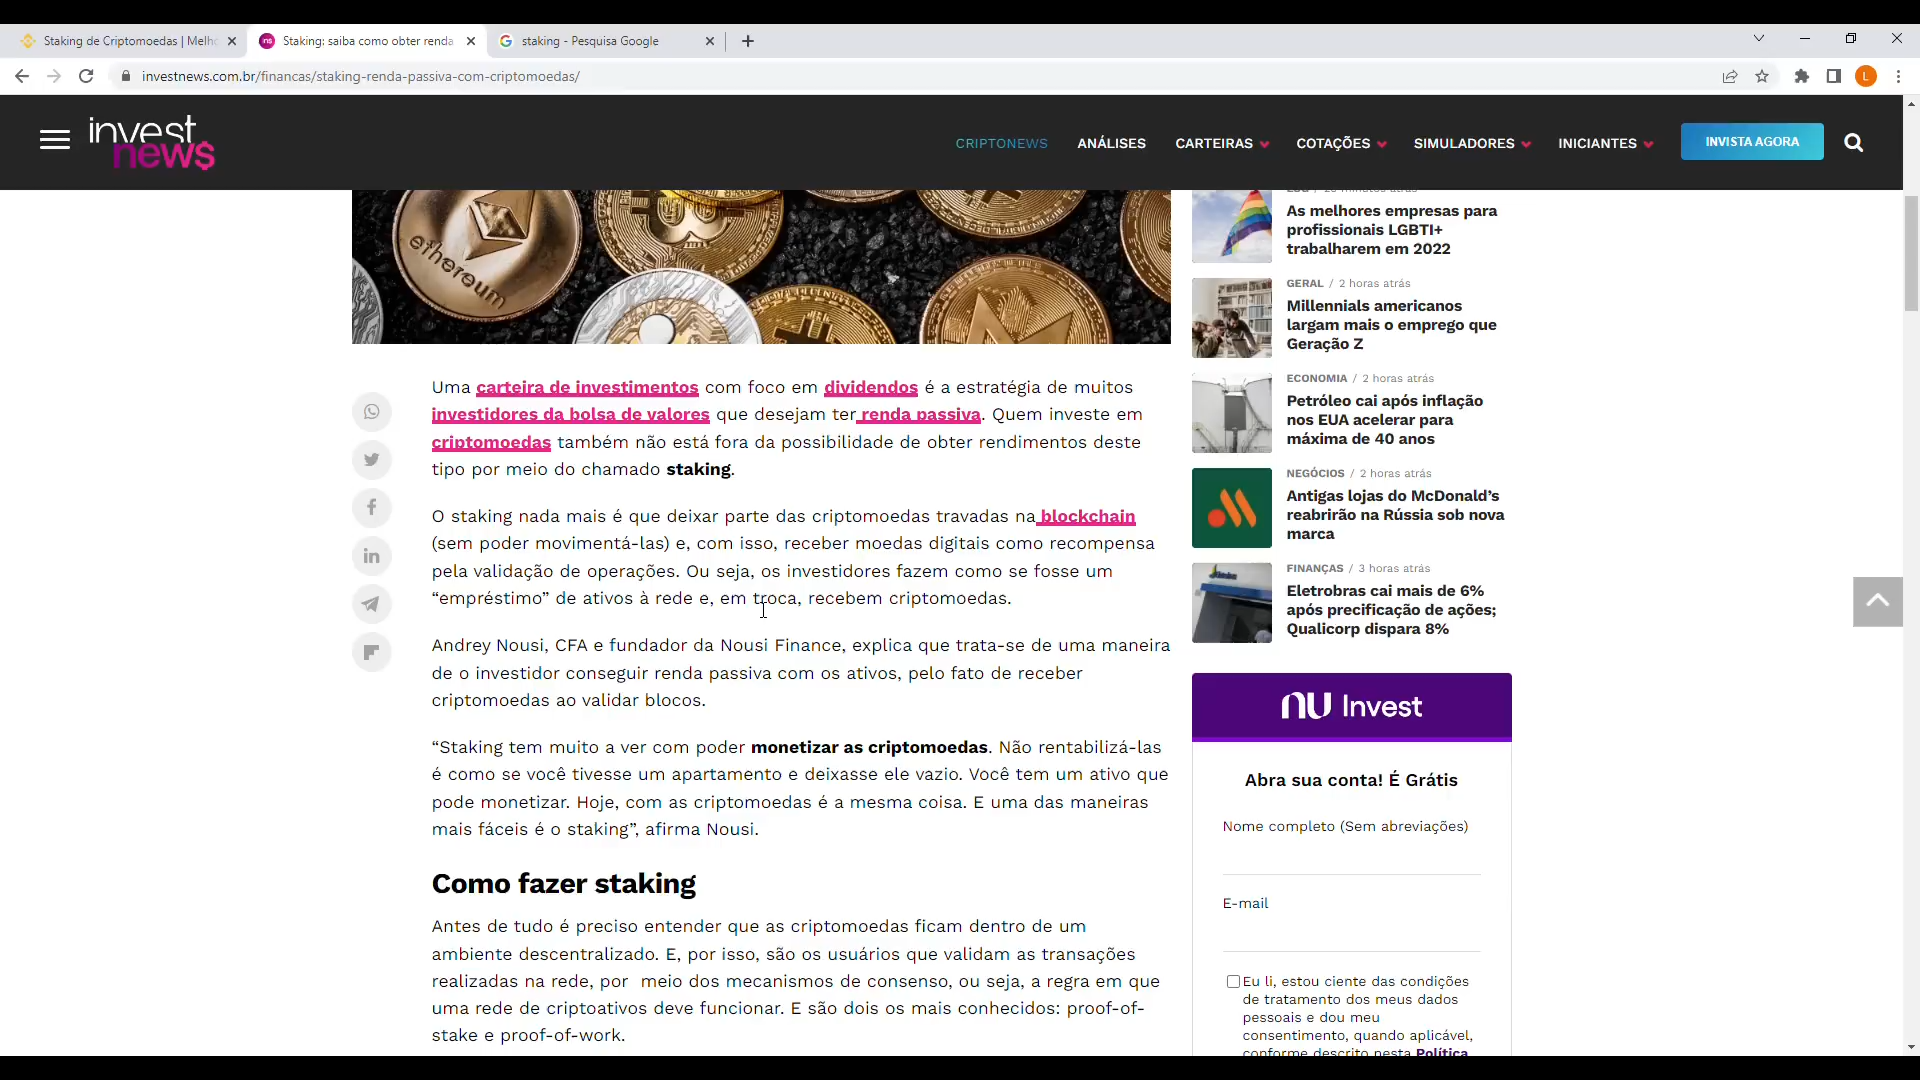 Staking de Criptomoedas | Melh
Staking: saiba como obter renda
staking - Pesquisa Google
investnews.com.br/financas/staking-renda-passiva-com-criptomoedas/
L
invest
new$
CRIPTONEWS
ANÁLISES
CARTEIRAS
COTAÇÕES
SIMULADORES
INICIANTES
INVISTA AGORA
ethereum
Uma carteira de investimentos com foco em dividendos é a estratégia de muitos
investidores da bolsa de valores que desejam ter renda passiva. Quem investe em
criptomoedas também não está fora da possibilidade de obter rendimentos deste
tipo por meio do chamado staking.
O staking nada mais é que deixar parte das criptomoedas travadas na blockchain
(sem poder movimentá-las) e, com isso, receber moedas digitais como recompensa
pela validação de operações. Ou seja, os investidores fazem como se fosse um
“empréstimo” de ativos à rede e, em troca, recebem criptomoedas.
Andrey Nousi, CFA e fundador da Nousi Finance, explica que trata-se de uma maneira
de o investidor conseguir renda passiva com os ativos, pelo fato de receber
criptomoedas ao validar blocos.
“Staking tem muito a ver com poder monetizar as criptomoedas. Não rentabilizá-las
é como se você tivesse um apartamento e deixasse ele vazio. Você tem um ativo que
pode monetizar. Hoje, com as criptomoedas é a mesma coisa. E uma das maneiras
mais fáceis é o staking”, afirma Nousi.
Como fazer staking
Antes de tudo é preciso entender que as criptomoedas ficam dentro de um
ambiente descentralizado. E, por isso, são os usuários que validam as transações
realizadas na rede, por meio dos mecanismos de consenso, ou seja, a regra em que
uma rede de criptoativos deve funcionar. E são dois os mais conhecidos: proof-of-
stake e proof-of-work.
As melhores empresas para
profissionais LGBTI+
trabalharem em 2022
GERAL / 2 horas atrás
Millennials americanos
largam mais o emprego que
Geração Z
ECONOMIA / 2 horas atrás
Petróleo cai após inflação
nos EUA acelerar para
máxima de 40 anos
NEGÓCIOS / 2 horas atrás
Antigas lojas do McDonald’s
reabrirão na Rússia sob nova
marca
FINANÇAS / 3 horas atrás
Eletrobras cai mais de 6%
após precificação de ações;
Qualicorp dispara 8%
nu Invest
Abra sua conta! É Grátis
Nome completo (Sem abreviações)
E-mail
Eu li, estou ciente das condições
de tratamento dos meus dados
pessoais e dou meu
consentimento, quando aplicável,
conforme descrito nesta Política